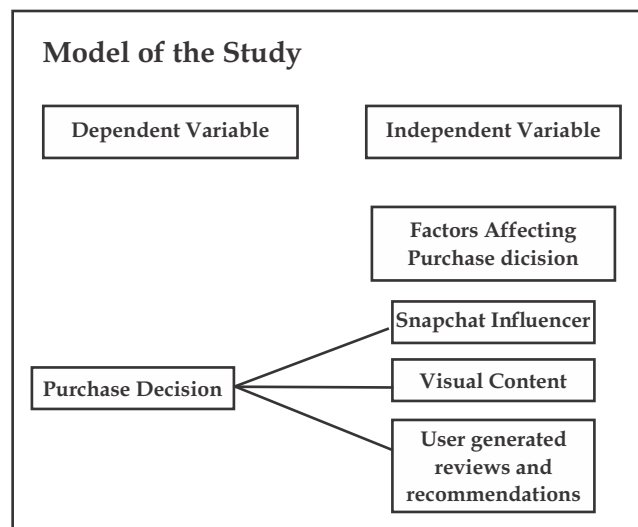 Model of the Study
Dependent Variable
Independent Variable
Factors Affecting
Purchase dicision
Snapchat Influencer
Purchase Decision
Visual Content
User generated
reviews and
recommendations